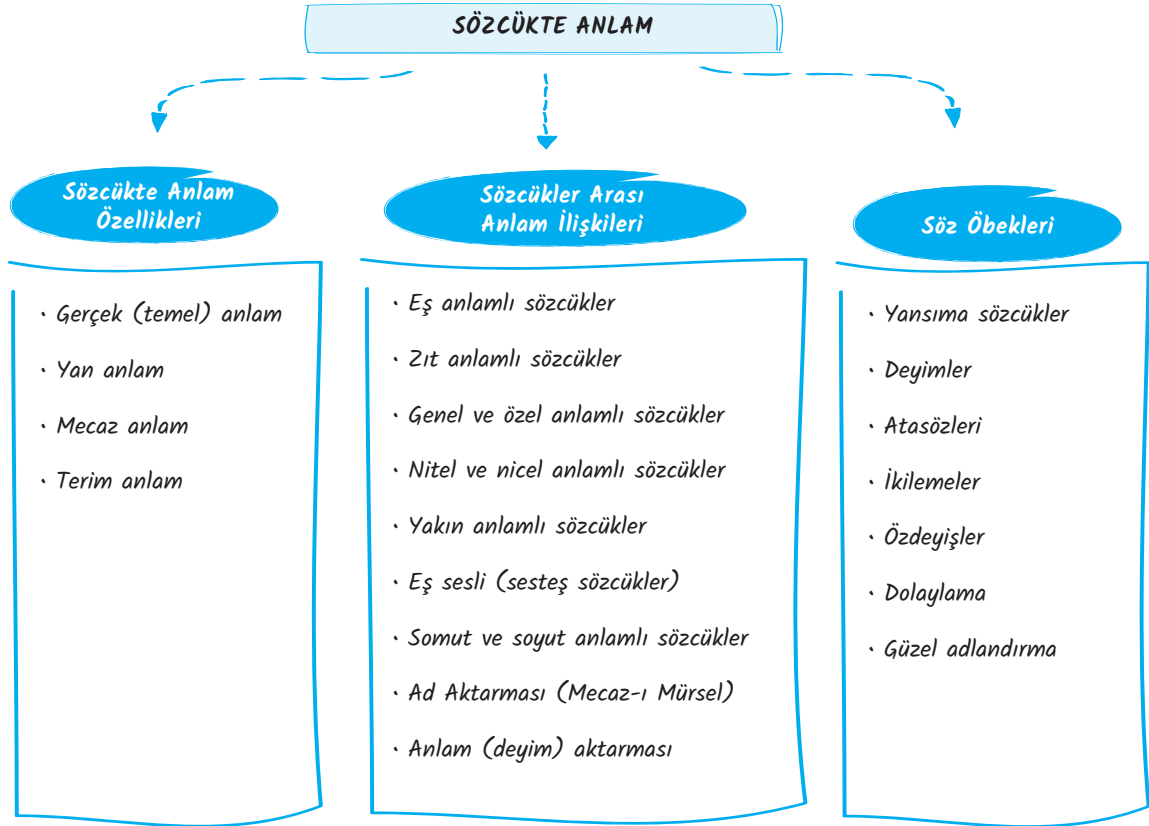 SÖZCÜKTE ANLAM
Sözcükte Anlam
Özellikleri
· Gerçek (temel) anlam
· Yan anlam
· Mecaz anlam
· Terim anlam
Sözcükler Arası
Anlam İlişkileri
· Eş anlamlı sözcükler
· Zıt anlamlı sözcükler
· Genel ve özel anlamlı sözcükler
· Nitel ve nicel anlamlı sözcükler
· Yakın anlamlı sözcükler
· Eş sesli (sesteş sözcükler)
· Somut ve soyut anlamlı sözcükler
· Ad Aktarması (Mecaz-ı Mürsel)
· Anlam (deyim) aktarması
Söz Öbekleri
· Yansıma sözcükler
· Deyimler
· Atasözleri
· İkilemeler
· Özdeyişler
· Dolaylama
· Güzel adlandırma